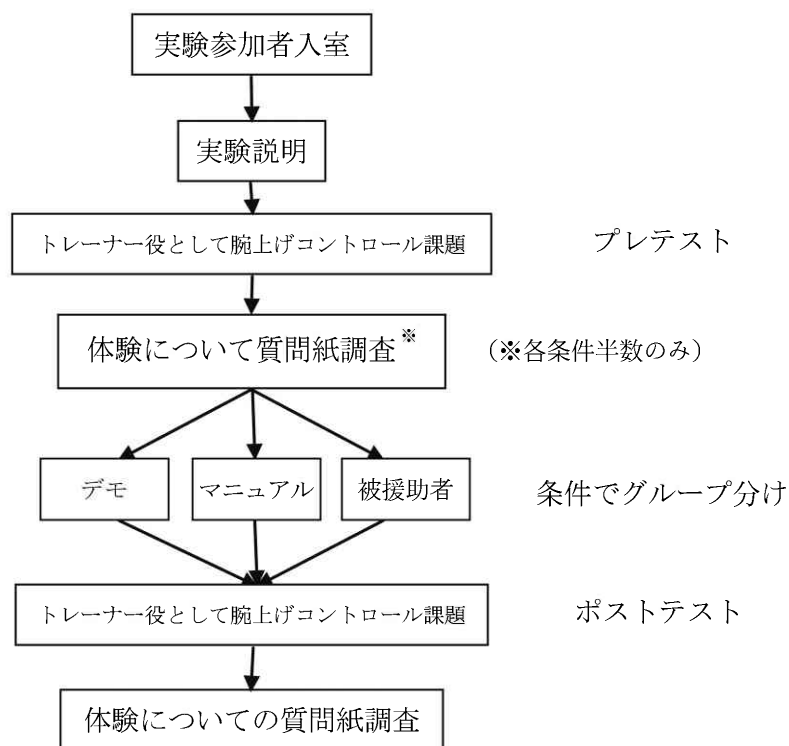 実験参加者入室
実験説明
トレーナー役として腕上げコントロール課題
プレテスト
体験について質問紙調査※
（※各条件半数のみ）
デモ
マニュアル
被援助者
条件でグループ分け
トレーナー役として腕上げコントロール課題
ポストテスト
体験についての質問紙調査